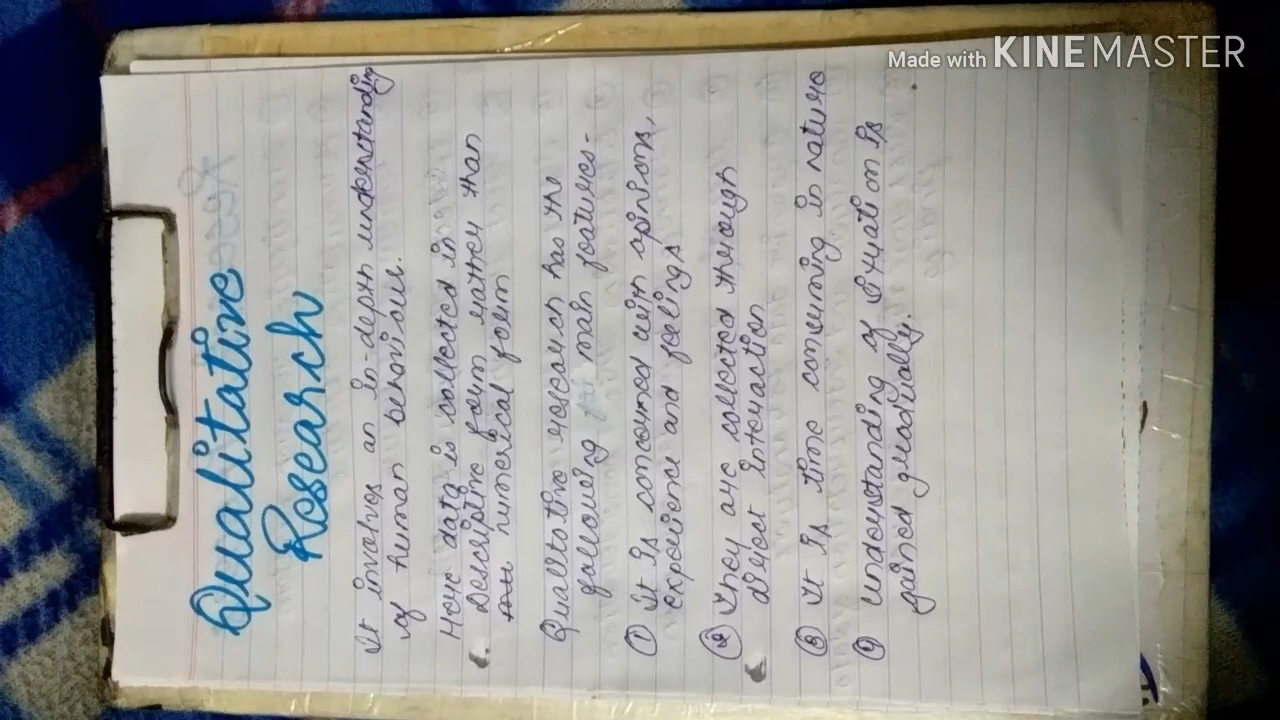 Made with KINEMASTER
Qualitative
Research
It involves an in-depth understanding
of human behaviour.
Here data is collected in
Descriptive form rather than
numerical form
Qualitative research has the
following main features-
① It is concerned with opinions,
experience and feelings
② They are collected through
direct interaction
③ It is time consuming in nature
④ Understanding of situation is
gained gradually.